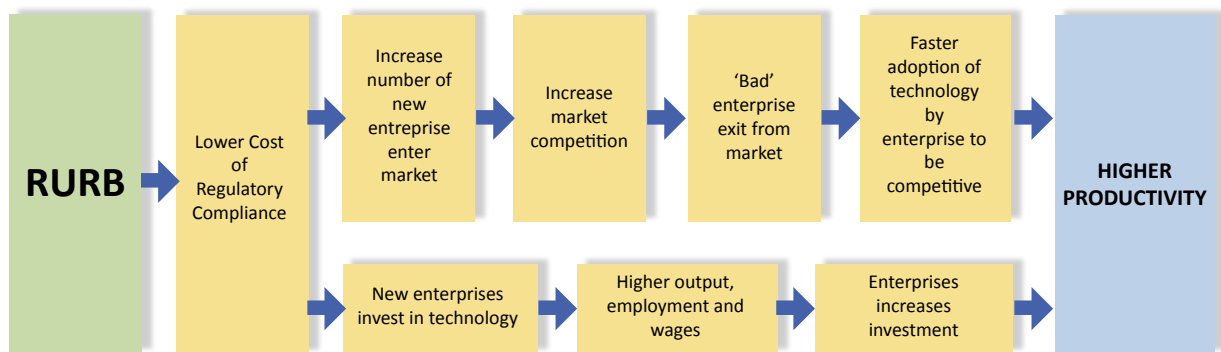 RURB
Lower Cost
of
Regulatory
Compliance
Increase
number of
new
entreprise
enter
market
Increase
market
competition
‘Bad’
enterprise
exit from
market
Faster
adoption of
technology
by
enterprise to
be
competitive
New enterprises
invest in technology
Higher output,
employment and
wages
Enterprises
increases
investment
HIGHER
PRODUCTIVITY